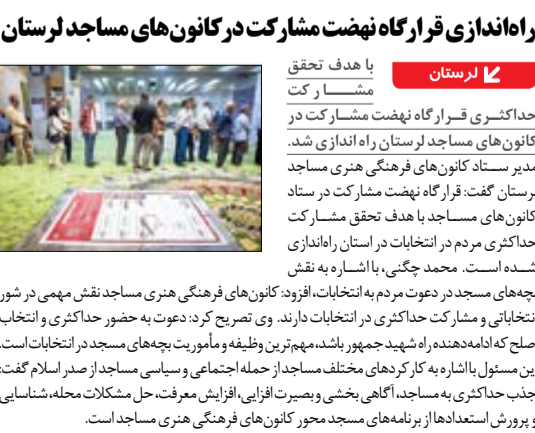 راه‌اندازی قرارگاه نهضت مشارکت در کانون‌های مساجد لرستان
لرستان
با هدف تحقق
مشارکت
حداکثری قرارگاه نهضت مشارکت در
کانون‌های مساجد لرستان راه اندازی شد.
مدیر ستاد کانون‌های فرهنگی هنری مساجد
لرستان گفت: قرارگاه نهضت مشارکت در ستاد
کانون‌های مساجد با هدف تحقق مشارکت
حداکثری مردم در انتخابات در استان راه‌اندازی
شده است. محمد چگنی، با اشاره به نقش
بچه‌های مسجد در دعوت مردم به انتخابات، افزود: کانون‌های فرهنگی هنری مساجد نقش مهمی در شور
انتخاباتی و مشارکت حداکثری در انتخابات دارند. وی تصریح کرد: دعوت به حضور حداکثری و انتخاب
صلح که ادامه‌دهنده راه شهید جمهور باشد، مهم‌ترین وظیفه و مأموریت بچه‌های مسجد در انتخابات است.
این مسئول با اشاره به کارکردهای مختلف مساجد از حمله اجتماعی و سیاسی مساجد از صدر اسلام گفت:
جذب حداکثری به مساجد، آگاهی بخشی و بصیرت افزایی، افزایش معرفت، حل مشکلات محله، شناسایی
و پرورش استعدادها از برنامه‌های مسجد محور کانون‌های فرهنگی هنری مساجد است.